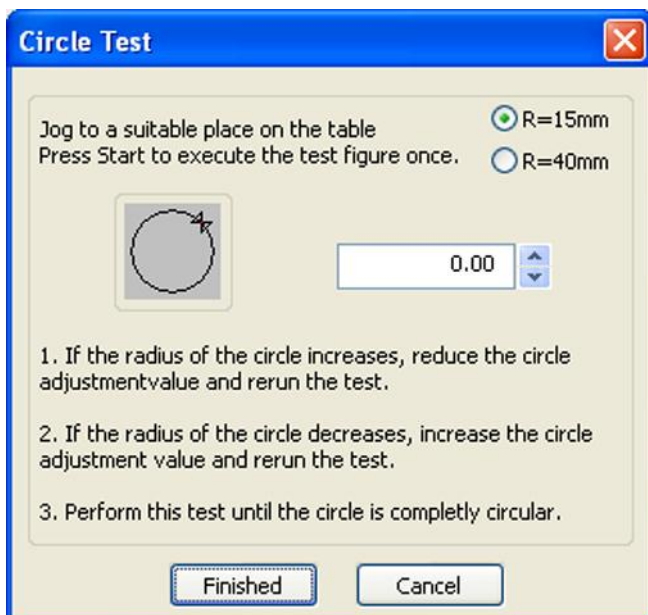 Circle Test
Jog to a suitable place on the table
Press Start to execute the test figure once.
R=15mm
R=40mm
0.00
1. If the radius of the circle increases, reduce the circle
adjustmentvalue and rerun the test.
2. If the radius of the circle decreases, increase the circle
adjustment value and rerun the test.
3. Perform this test until the circle is completly circular.
Finished
Cancel